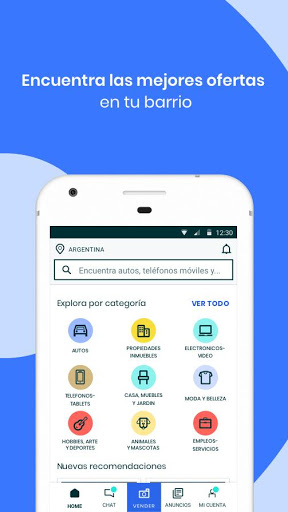 Encuentra las mejores ofertas
en tu barrio
12:30
ARGENTINA
Encuentra autos, teléfonos móviles y...
Explora por categoría
VER TODO
AUTOS
PROPIEDADES
INMUEBLES
ELECTRONICOS-
VIDEO
TELEFONOS-
TABLETS
CASA, MUEBLES
Y JARDIN
MODA Y BELLEZA
HOBBIES, ARTE
Y DEPORTES
ANIMALES
Y MASCOTAS
EMPLEOS-
SERVICIOS
Nuevas recomendaciones
HOME
CHAT
VENDER
ANUNCIOS
MI CUENTA